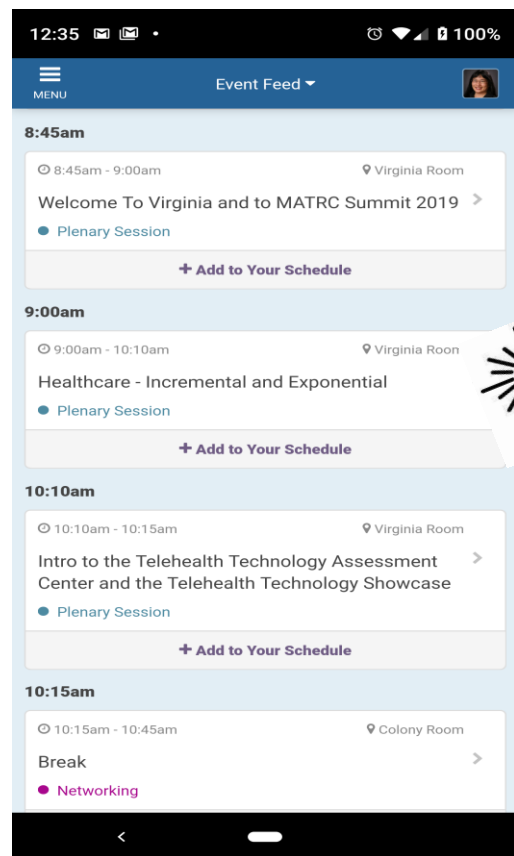 12:35
100%
MENU
Event Feed
8:45am
8:45am - 9:00am Virginia Room
Welcome To Virginia and to MATRC Summit 2019
Plenary Session
+ Add to Your Schedule
9:00am
9:00am - 10:10am Virginia Roon
Healthcare - Incremental and Exponential
Plenary Session
+ Add to Your Schedule
10:10am
10:10am - 10:15am Virginia Room
Intro to the Telehealth Technology Assessment
Center and the Telehealth Technology Showcase
Plenary Session
+ Add to Your Schedule
10:15am
10:15am - 10:45am Colony Room
Break
Networking